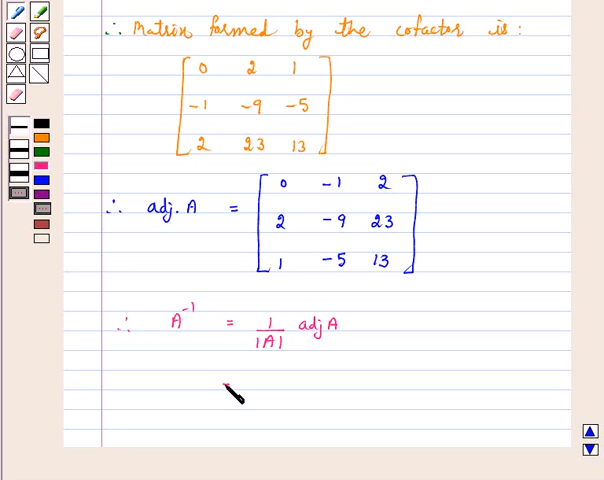 ∴ Matrix formed by the cofactor is :
0 2 1
-1 -9 -5
2 23 13
∴ adj. A = [ 0 -1 2
2 -9 23
1 -5 13 ]
∴ A⁻¹ = 1/|A| adj A